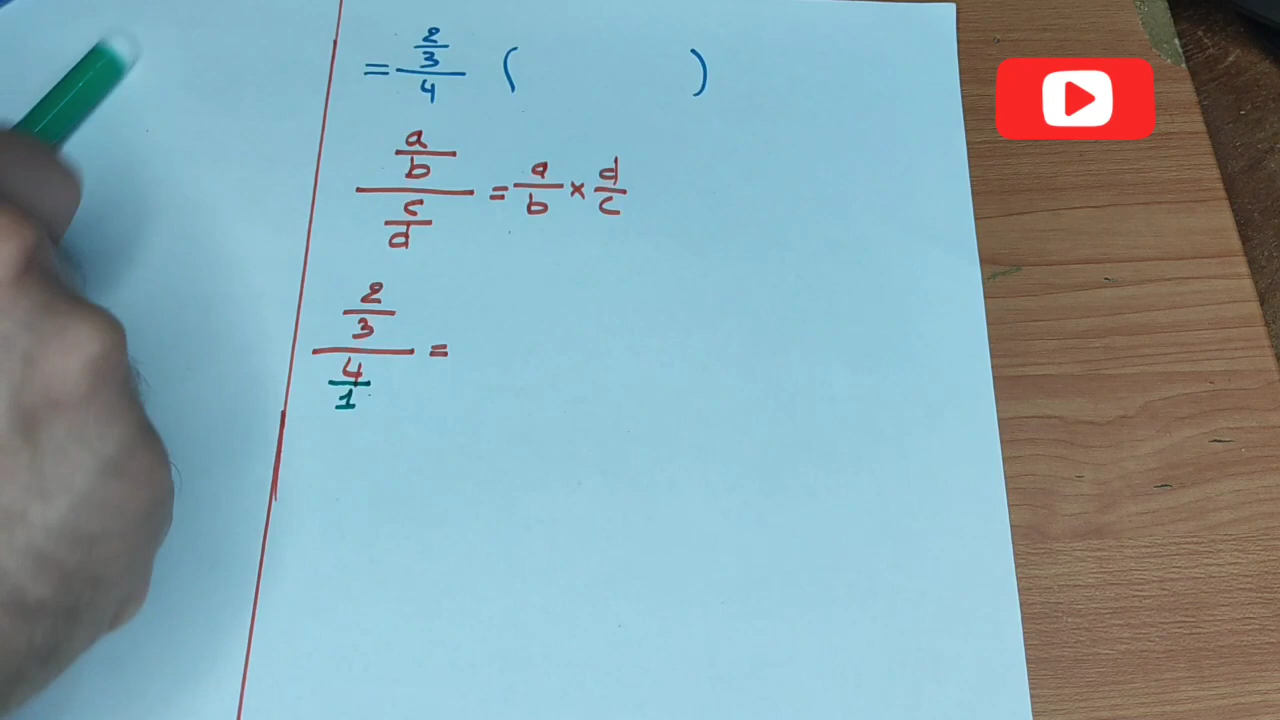 = 2/3/4 ( )
a/b / c/d = a/b × d/c
2/3 / 4/1 =